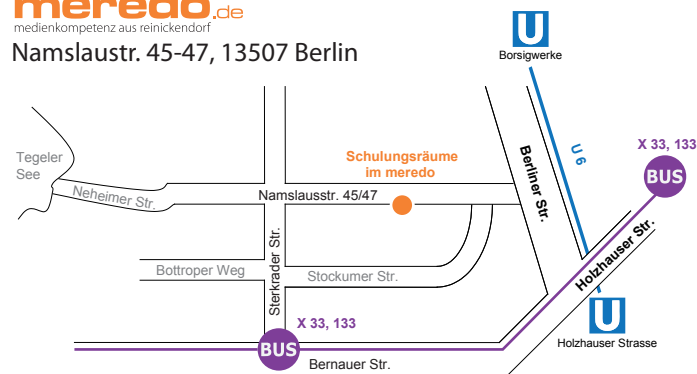 meredo.de
medienkompetenz aus reinickendorf
Namslaustr. 45-47, 13507 Berlin
U
Borsigwerke
U 6
X 33, 133
BUS
Tegeler
See
Schulungsräume
im meredo
Berliner Str.
Neheimer Str.
Namslausstr. 45/47
Holzhauser Str.
Sterkrader Str.
Bottroper Weg
Stockumer Str.
U
Holzhauser Strasse
X 33, 133
BUS
Bernauer Str.